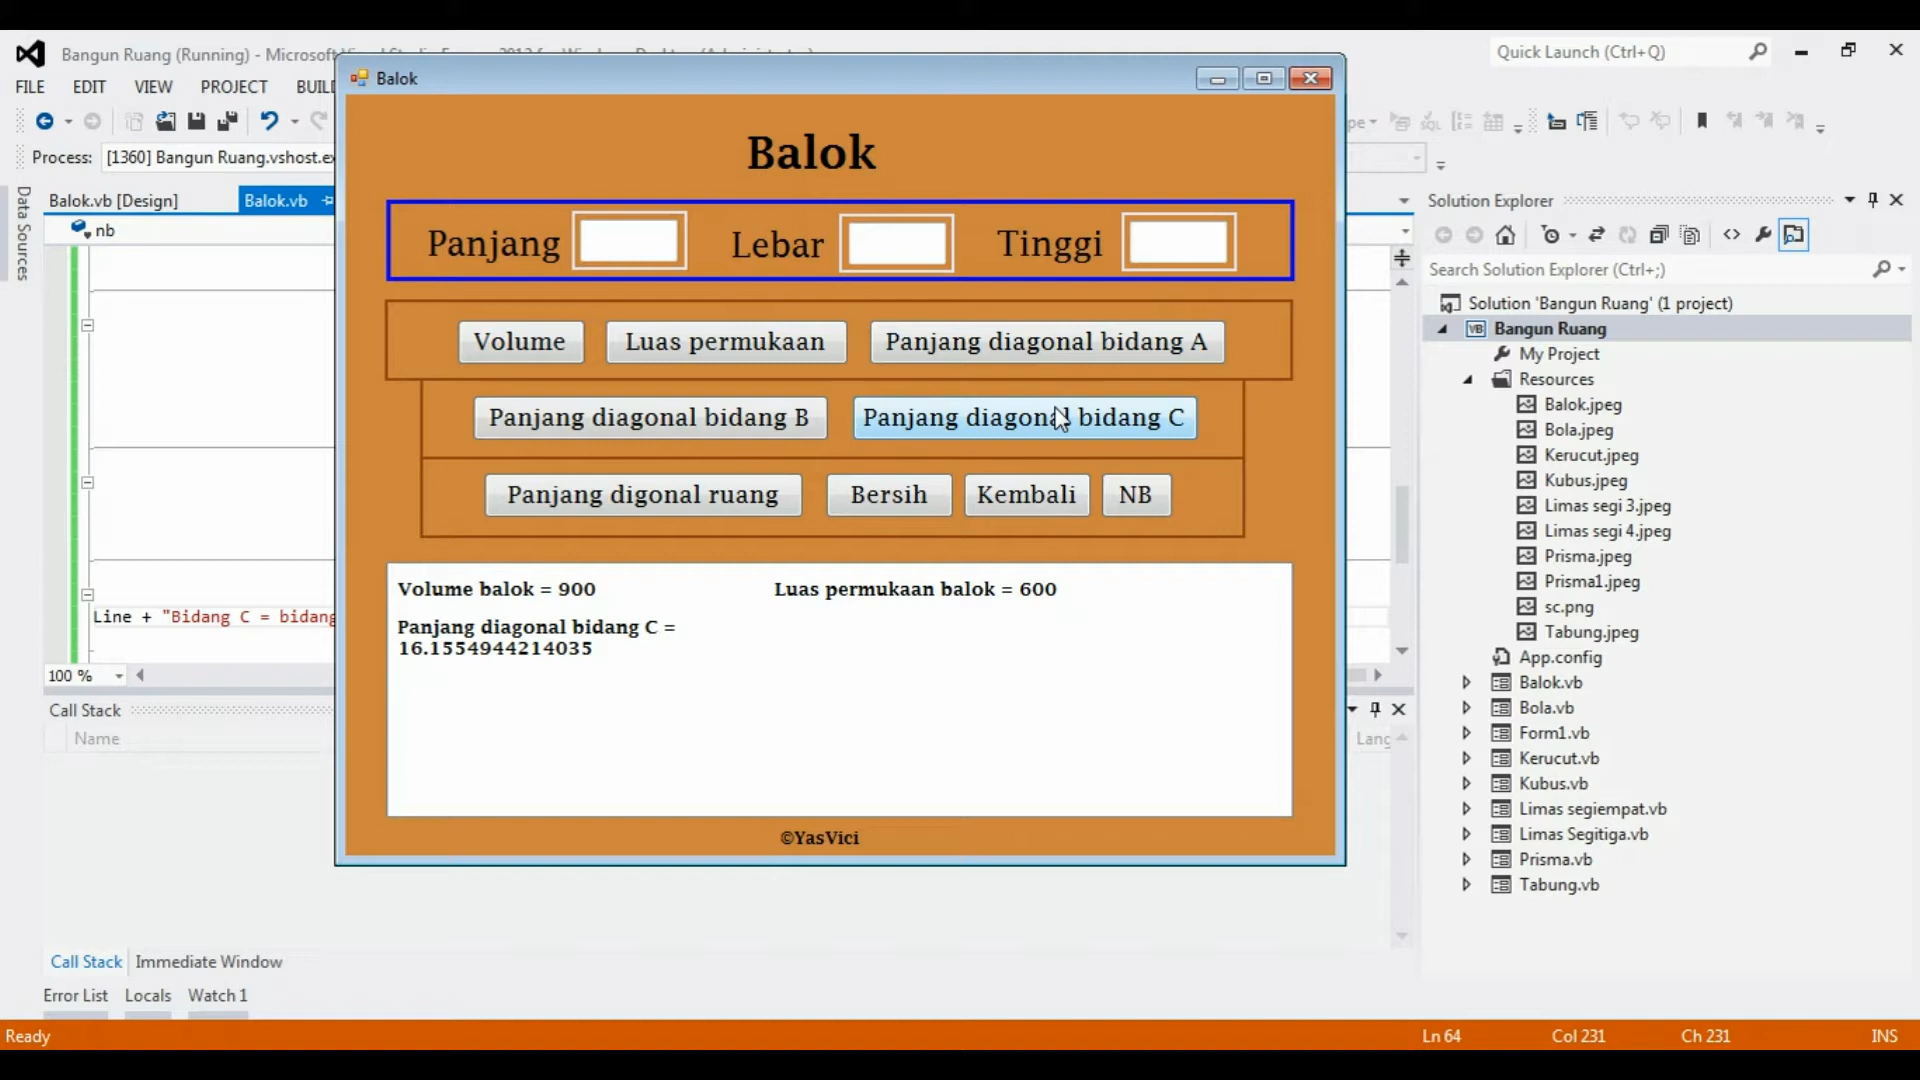 Bangun Ruang (Running) - Microsoft
Quick Launch (Ctrl+Q)
FILE EDIT VIEW PROJECT BUIL
Process: [1360] Bangun Ruang.vshost.ex
Balok.vb [Design] Balok.vb
Data Sources
nb
Line + "Bidang C = bidang
100 %
Call Stack
Name
Lang
Call Stack Immediate Window
Error List Locals Watch 1
Ready
Ln 64 Col 231 Ch 231 INS
Balok
Balok
Panjang Lebar Tinggi
Volume Luas permukaan Panjang diagonal bidang A
Panjang diagonal bidang B Panjang diagonal bidang C
Panjang digonal ruang Bersih Kembali NB
Volume balok = 900 Luas permukaan balok = 600
Panjang diagonal bidang C =
16.1554944214035
©YasVici
Solution Explorer
Search Solution Explorer (Ctrl+;)
Solution 'Bangun Ruang' (1 project)
VB Bangun Ruang
My Project
Resources
Balok.jpeg
Bola.jpeg
Kerucut.jpeg
Kubus.jpeg
Limas segi 3.jpeg
Limas segi 4.jpeg
Prisma.jpeg
Prisma1.jpeg
sc.png
Tabung.jpeg
App.config
Balok.vb
Bola.vb
Form1.vb
Kerucut.vb
Kubus.vb
Limas segiempat.vb
Limas Segitiga.vb
Prisma.vb
Tabung.vb